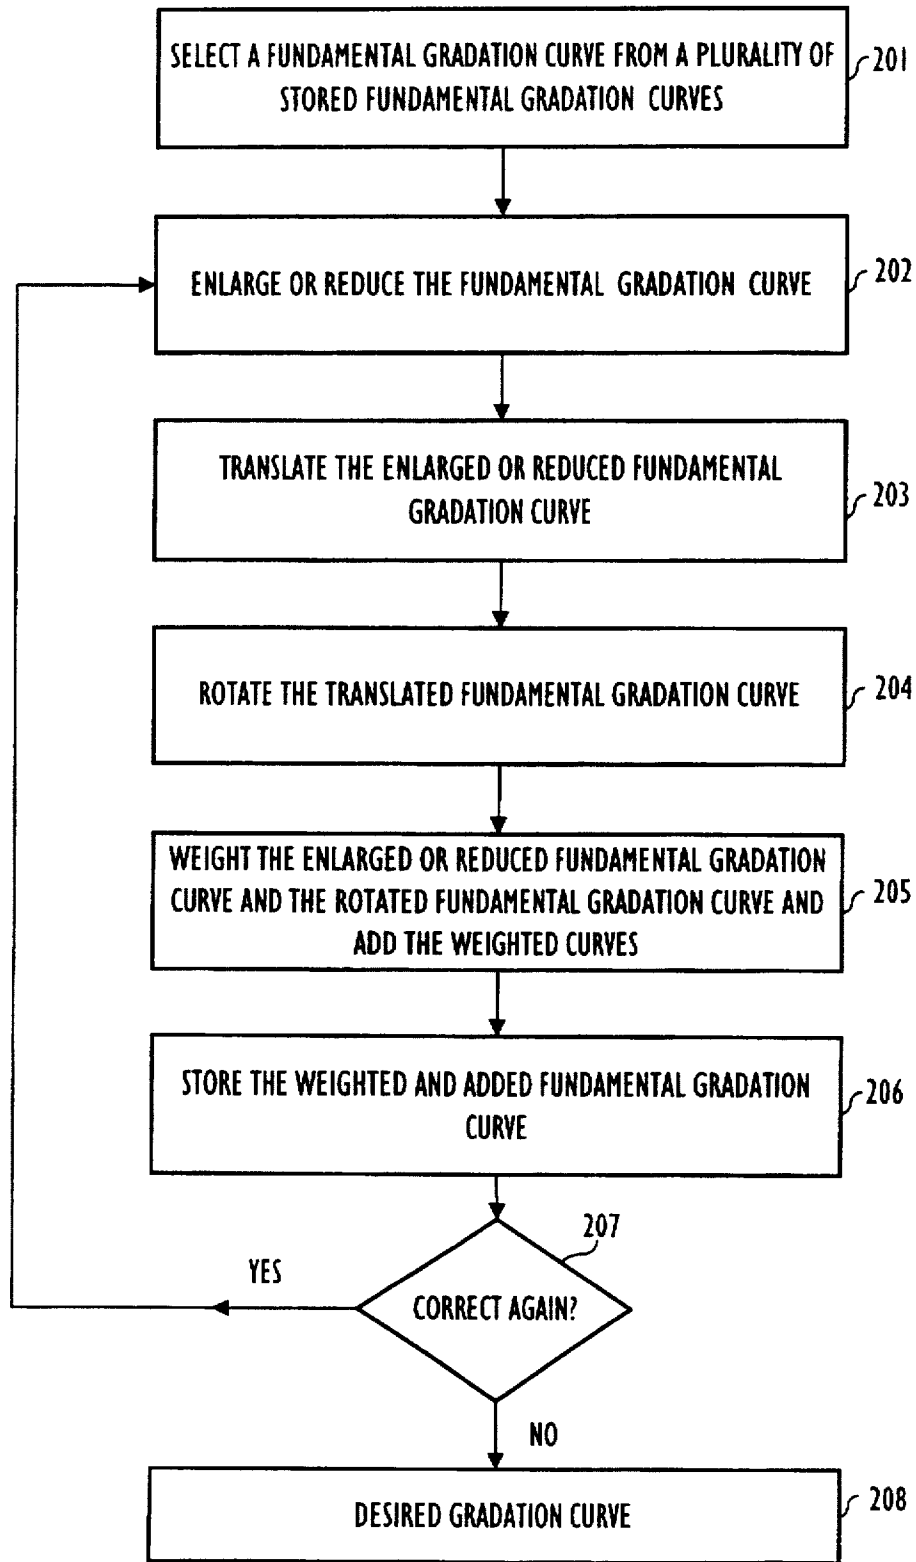 SELECT A FUNDAMENTAL GRADATION CURVE FROM A PLURALITY OF
STORED FUNDAMENTAL GRADATION CURVES
201
ENLARGE OR REDUCE THE FUNDAMENTAL GRADATION CURVE
202
TRANSLATE THE ENLARGED OR REDUCED FUNDAMENTAL
GRADATION CURVE
203
ROTATE THE TRANSLATED FUNDAMENTAL GRADATION CURVE
204
WEIGHT THE ENLARGED OR REDUCED FUNDAMENTAL GRADATION
CURVE AND THE ROTATED FUNDAMENTAL GRADATION CURVE AND
ADD THE WEIGHTED CURVES
205
STORE THE WEIGHTED AND ADDED FUNDAMENTAL GRADATION
CURVE
206
207
YES
CORRECT AGAIN?
NO
DESIRED GRADATION CURVE
208